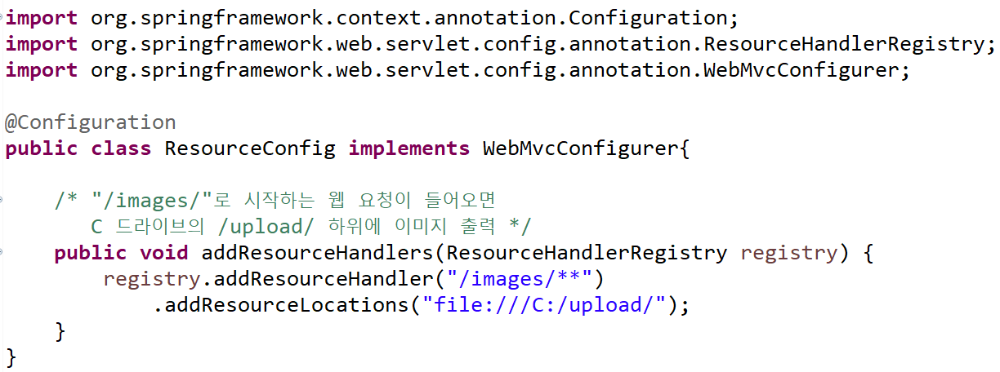 import org.springframework.context.annotation.Configuration;
import org.springframework.web.servlet.config.annotation.ResourceHandlerRegistry;
import org.springframework.web.servlet.config.annotation.WebMvcConfigurer;

@Configuration
public class ResourceConfig implements WebMvcConfigurer{

    /* "/images/"로 시작하는 웹 요청이 들어오면
       C 드라이브의 /upload/ 하위에 이미지 출력 */
    public void addResourceHandlers(ResourceHandlerRegistry registry) {
        registry.addResourceHandler("/images/**")
            .addResourceLocations("file:///C:/upload/");
    }
}